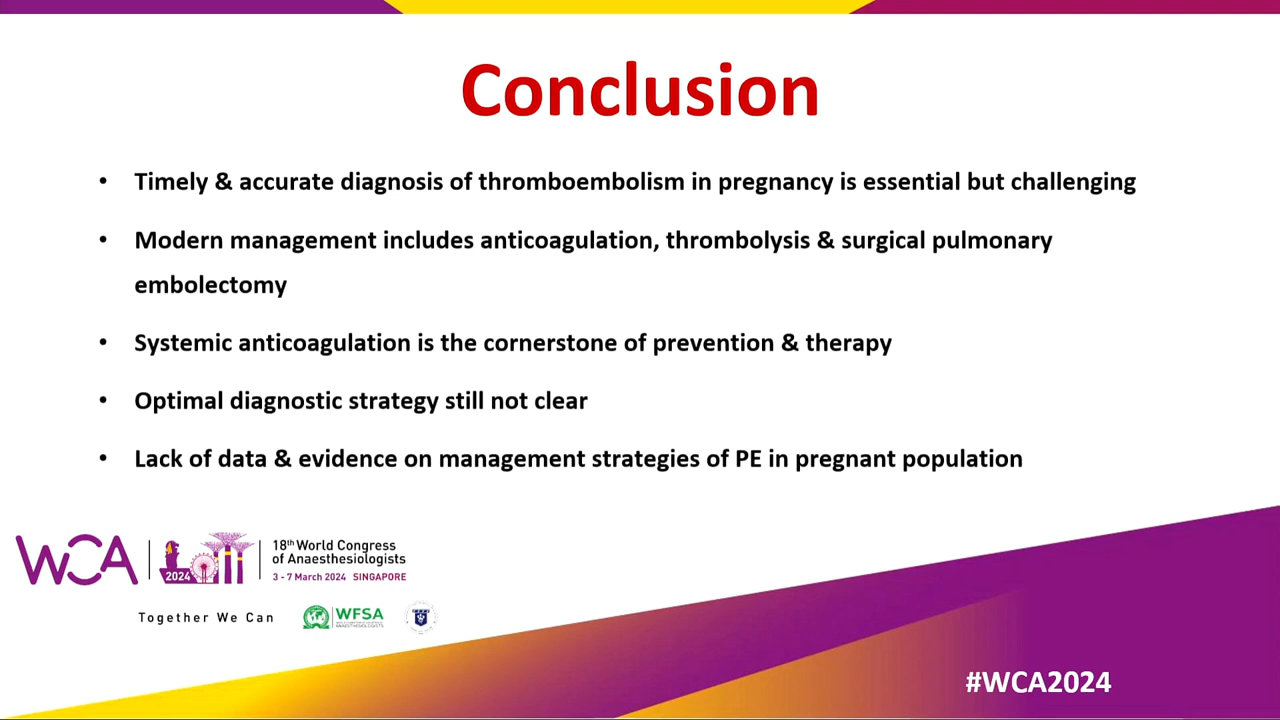 Conclusion
• Timely & accurate diagnosis of thromboembolism in pregnancy is essential but challenging
• Modern management includes anticoagulation, thrombolysis & surgical pulmonary
embolectomy
• Systemic anticoagulation is the cornerstone of prevention & therapy
• Optimal diagnostic strategy still not clear
• Lack of data & evidence on management strategies of PE in pregnant population
WCA
2024
18th World Congress
of Anaesthesiologists
3 - 7 March 2024 SINGAPORE
Together We Can
WFSA
#WCA2024